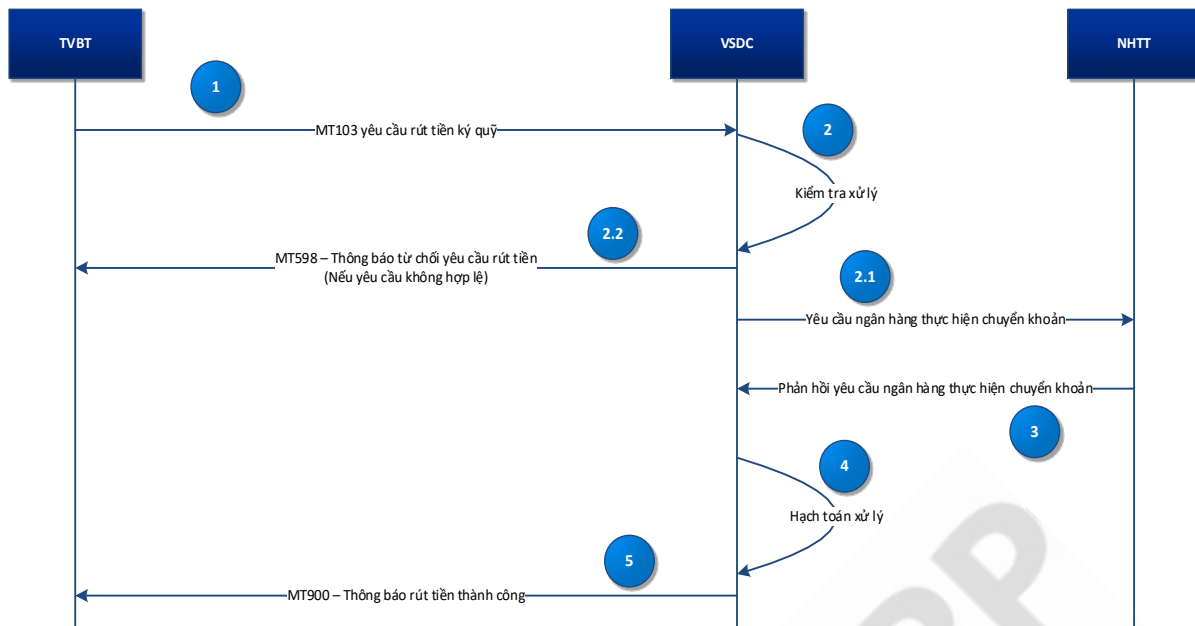 TVBT
VSDC
NHTT
1
MT103 yêu cầu rút tiền ký quỹ
2
Kiểm tra xử lý
2.2
MT598 – Thông báo từ chối yêu cầu rút tiền
(Nếu yêu cầu không hợp lệ)
2.1
Yêu cầu ngân hàng thực hiện chuyển khoản
Phản hồi yêu cầu ngân hàng thực hiện chuyển khoản
3
4
Hạch toán xử lý
5
MT900 – Thông báo rút tiền thành công